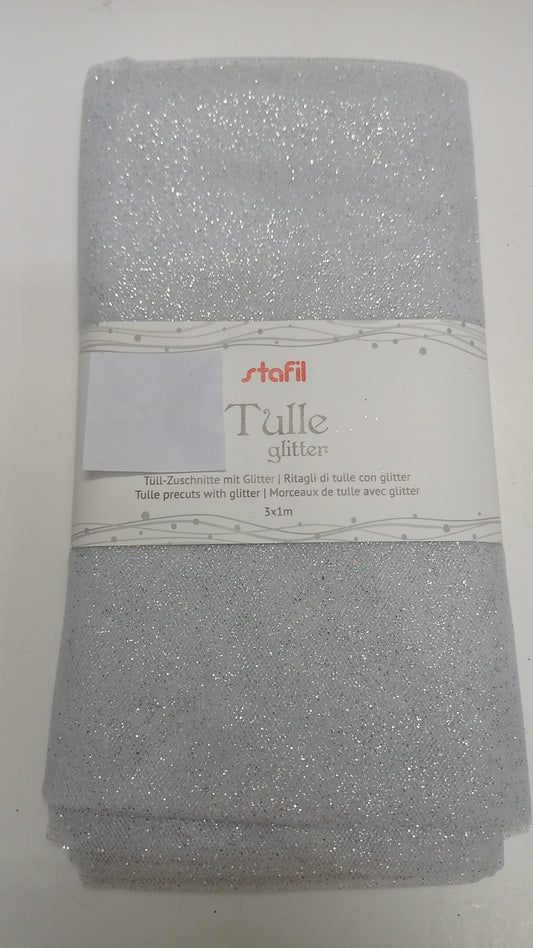 stafil
Tulle
glitter
Tüll-Zuschnitte mit Glitter | Ritagli di tulle con glitter
Tulle precuts with glitter | Morceaux de tulle avec glitter
3x1m